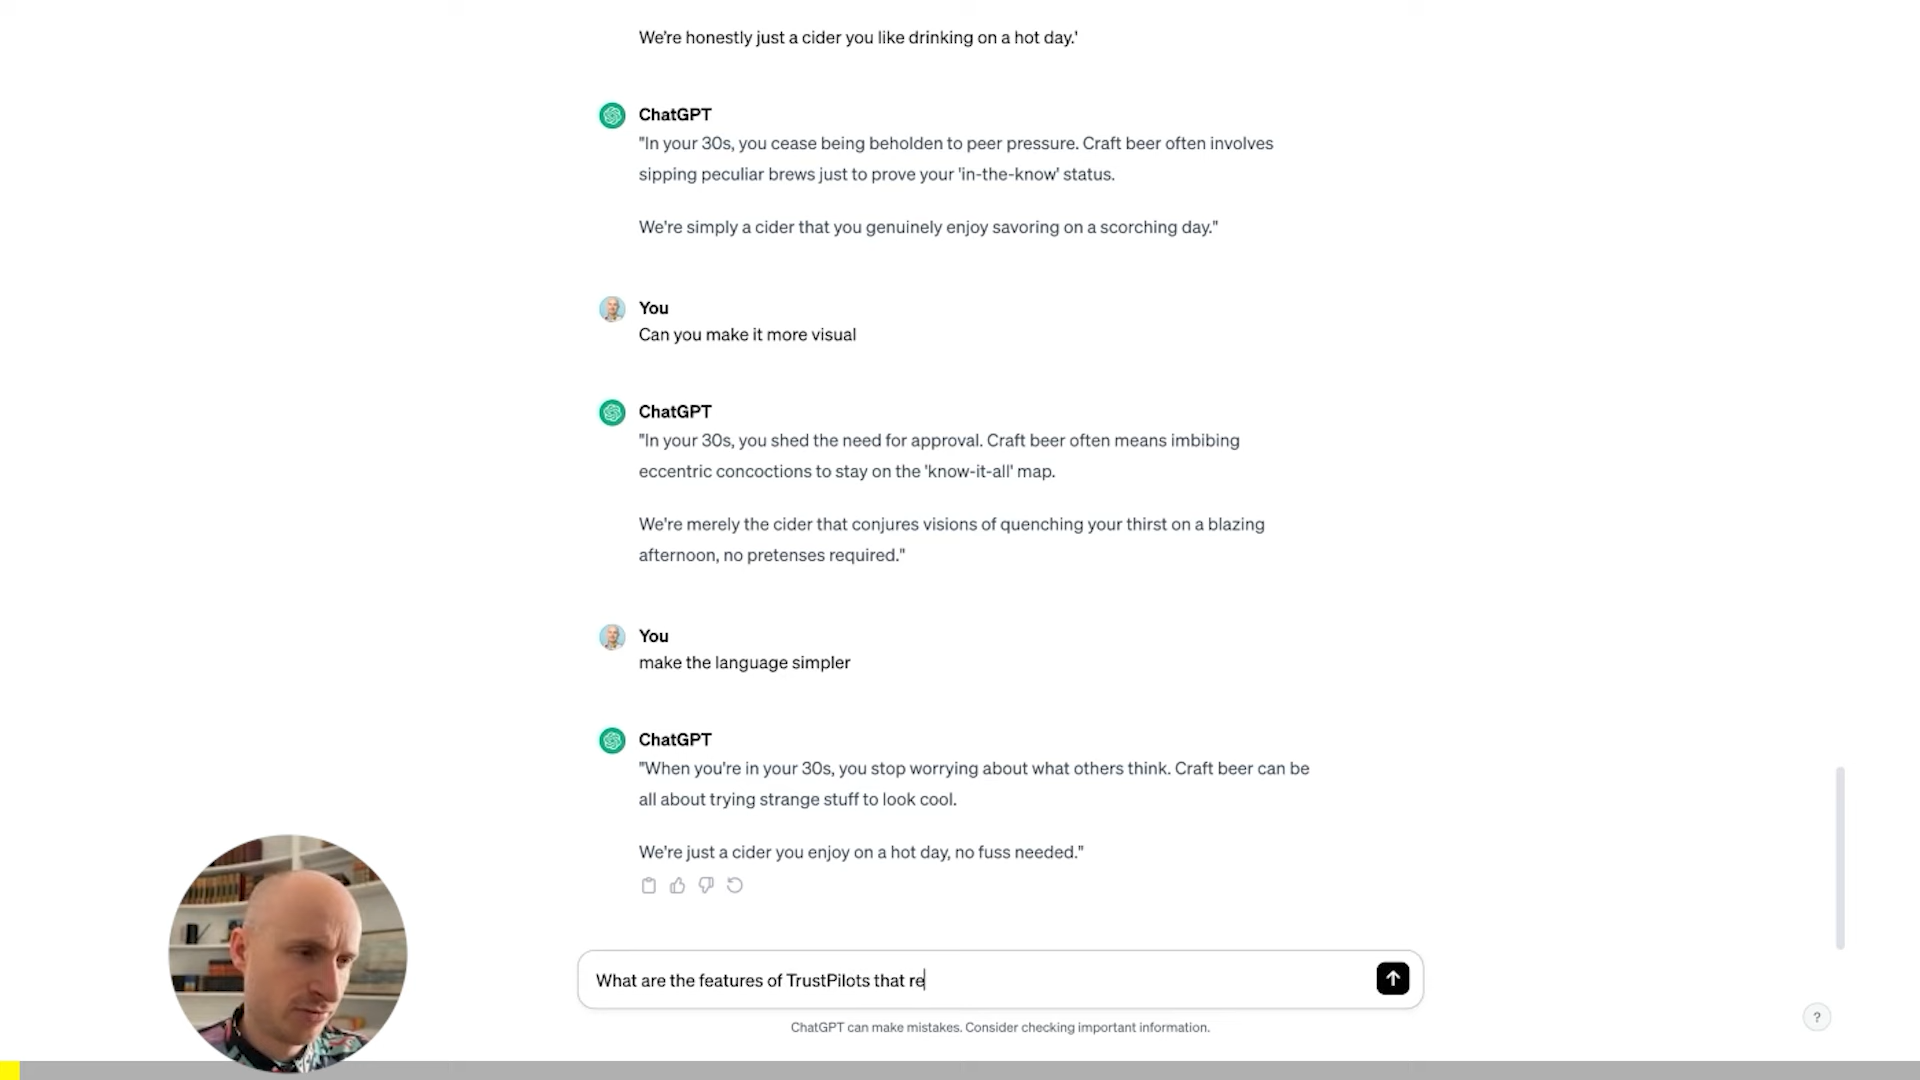 We're honestly just a cider you like drinking on a hot day.'
ChatGPT
"In your 30s, you cease being beholden to peer pressure. Craft beer often involves
sipping peculiar brews just to prove your 'in-the-know' status.
We're simply a cider that you genuinely enjoy savoring on a scorching day."
You
Can you make it more visual
ChatGPT
"In your 30s, you shed the need for approval. Craft beer often means imbibing
eccentric concoctions to stay on the 'know-it-all' map.
We're merely the cider that conjures visions of quenching your thirst on a blazing
afternoon, no pretenses required."
You
make the language simpler
ChatGPT
"When you're in your 30s, you stop worrying about what others think. Craft beer can be
all about trying strange stuff to look cool.
We're just a cider you enjoy on a hot day, no fuss needed."
What are the features of TrustPilots that re
ChatGPT can make mistakes. Consider checking important information.
?